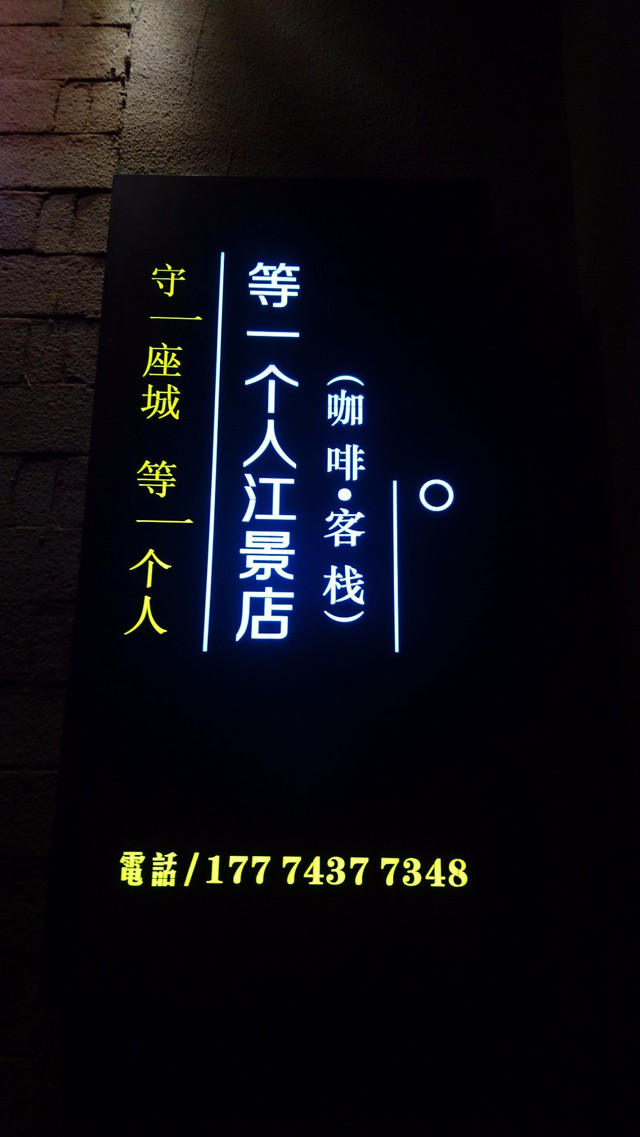 守一座城 等一个人
等一个人江景店
(咖啡·客栈)
電話/177 7437 7348